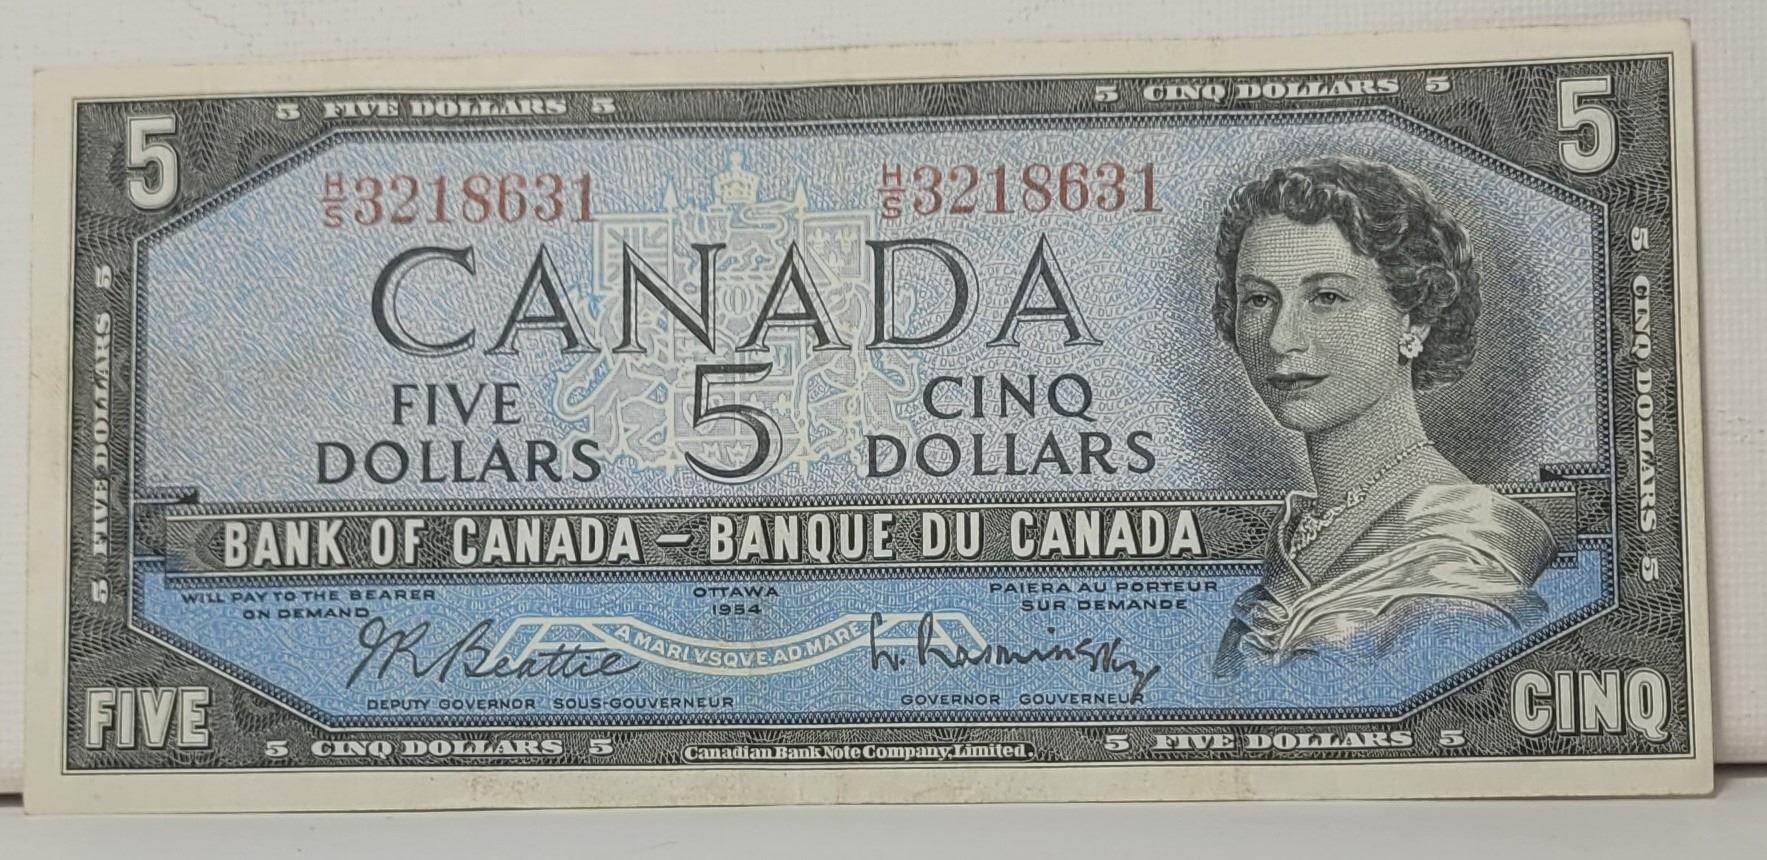 5 FIVE DOLLARS 5
5 CINQ DOLLARS 5
5
5
H/S 3218631
H/S 3218631
CANADA
FIVE DOLLARS
5
CINQ DOLLARS
5 FIVE DOLLARS 5
5 CINQ DOLLARS 5
BANK OF CANADA – BANQUE DU CANADA
WILL PAY TO THE BEARER
ON DEMAND
OTTAWA
1954
PAIERA AU PORTEUR
SUR DEMANDE
A MARI VSQVE AD MARE
J.R. Beattie
L. Rasminsky
DEPUTY GOVERNOR SOUS-GOUVERNEUR
GOVERNOR GOUVERNEUR
FIVE
CINQ
5 CINQ DOLLARS 5
Canadian Bank Note Company, Limited.
5 FIVE DOLLARS 5